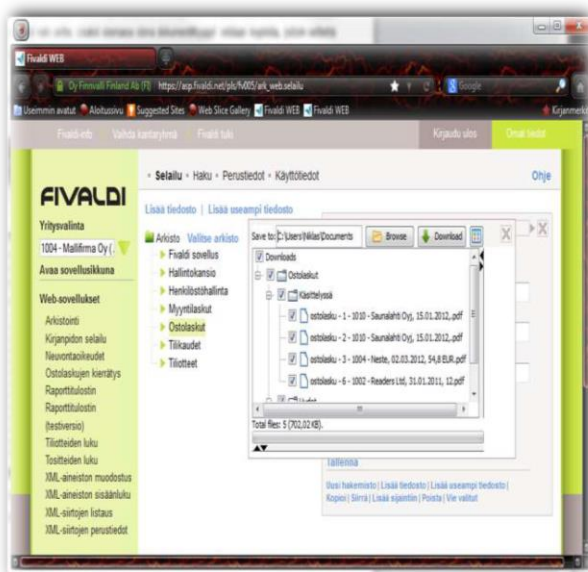 Fivaldi WEB
Oy Finnvalli Finland Ab (FI) https://asp.fivaldi.net/pls/fv005/ark_web.selailu
Google
Useimmin avatut Aloitussivu Suggested Sites Web Slice Gallery Fivaldi WEB Fivaldi WEB
Kirjanmerkit
Fivaldi-info Vaihda kantaryhmä Fivaldi tuki
Kirjaudu ulos Omat tiedot
• Selailu • Haku • Perustiedot • Käyttötiedot
Ohje
FIVALDI
Lisää tiedosto | Lisää useampi tiedosto
Yritysvalinta
1004 - Mallifirma Oy (.
Avaa sovellusikkuna
Web-sovellukset
Arkistointi
Kirjanpidon selailu
Neuvontaoikeudet
Ostolaskujen kierrätys
Raporttitulostin
Raporttitulostin
(testiversio)
Tiliotteiden luku
Tositteiden luku
XML-aineiston muodostus
XML-aineiston sisäänluku
XML-siirtojen listaus
XML-siirtojen perustiedot
Arkisto Valitse arkisto
Fivaldi sovellus
Hallintokansio
Henkilöstöhallinta
Myyntilaskut
Ostolaskut
Tilikaudet
Tiliotteet
Save to: C:\Users\Niklas\Documents Browse Download
Downloads
Ostolaskut
Käsittelyssä
ostolasku - 1 - 1010 - Saunalahti Oyj, 15.01.2012,.pdf
ostolasku - 2 - 1010 - Saunalahti Oyj, 15.01.2012,.pdf
ostolasku - 3 - 1004 - Neste, 02.03.2012, 54,8 EUR.pdf
ostolasku - 6 - 1002 - Readers Ltd, 31.01.2011, 12.pdf
Uudet
Total files: 5 (702,02 KB).
Tallenna
Uusi hakemisto | Lisää tiedosto | Lisää useampi tiedosto |
Kopioi | Siirrä | Lisää sijaintiin | Poista | Vie valitut